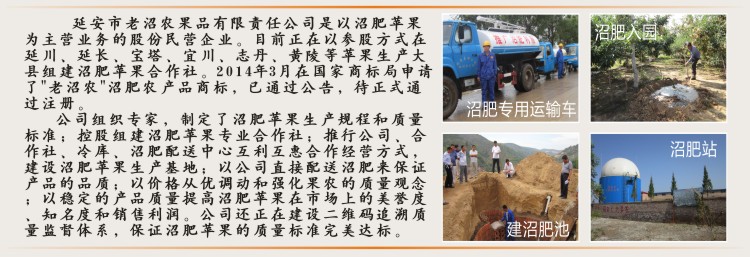 延安市老沼农果品有限责任公司是以沼肥苹果
为主营业务的股份民营企业。目前正在以参股方式在
延川、延长、宝塔、宜川、志丹、黄陵等苹果生产大
县组建沼肥苹果合作社。2014年3月在国家商标局申请
了"老沼农"沼肥农产品商标，已通过公告，待正式通
过注册。
公司组织专家，制定了沼肥苹果生产规程和质量
标准；控股组建沼肥苹果专业合作社；推行公司、合
作社、冷库、沼肥配送中心互利互惠合作经营方式，
建设沼肥苹果生产基地；以公司直接配送沼肥来保证
产品的品质；以价格从优调动和强化果农的质量观念
；以稳定的产品质量提高沼肥苹果在市场上的美誉度
、知名度和销售利润。公司还正在建设二维码追溯质
量监督体系，保证沼肥苹果的质量标准完美达标。
沼肥专用运输车
沼肥入园
建沼肥池
沼肥站